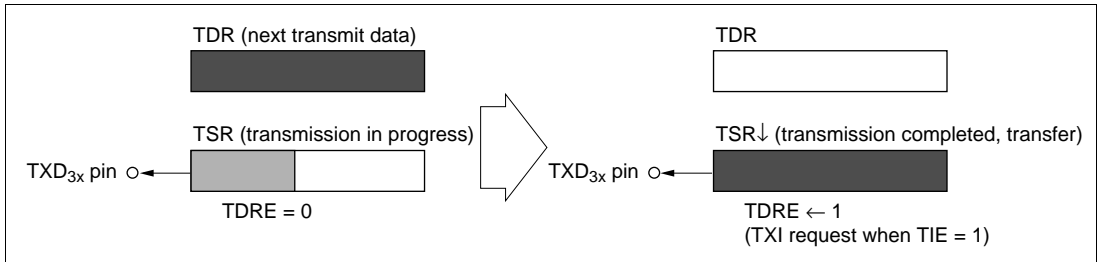 TDR (next transmit data)
TSR (transmission in progress)
TXD3x pin
TDRE = 0
TDR
TSR↓ (transmission completed, transfer)
TXD3x pin
TDRE ← 1
(TXI request when TIE = 1)